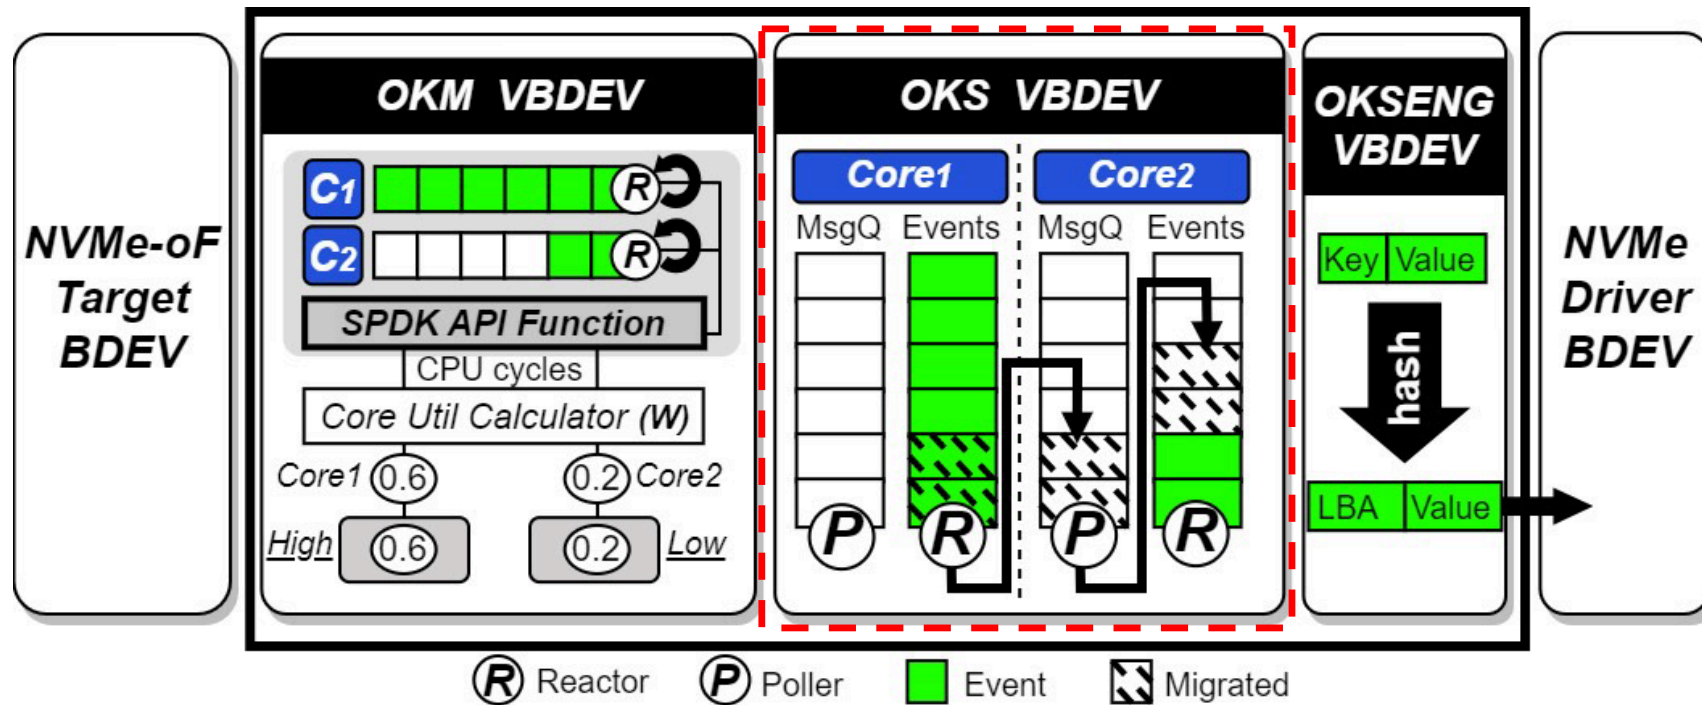 NVMe-oF
Target
BDEV
OKM VBDEV
C1
R
C2
R
SPDK API Function
CPU cycles
Core Util Calculator (W)
Core1 0.6 0.2 Core2
High 0.6 0.2 Low
OKS VBDEV
Core1 Core2
MsgQ Events MsgQ Events
P R P R
OKSENG
VBDEV
Key Value
hash
LBA Value
NVMe
Driver
BDEV
R Reactor P Poller Event Migrated